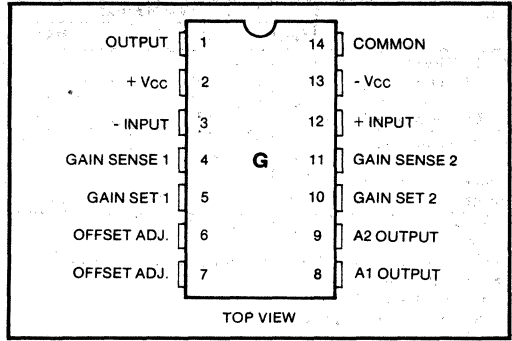 OUTPUT 1 14 COMMON
+ Vcc 2 13 - Vcc
- INPUT 3 12 + INPUT
GAIN SENSE 1 4 G 11 GAIN SENSE 2
GAIN SET 1 5 10 GAIN SET 2
OFFSET ADJ. 6 9 A2 OUTPUT
OFFSET ADJ. 7 8 A1 OUTPUT
TOP VIEW